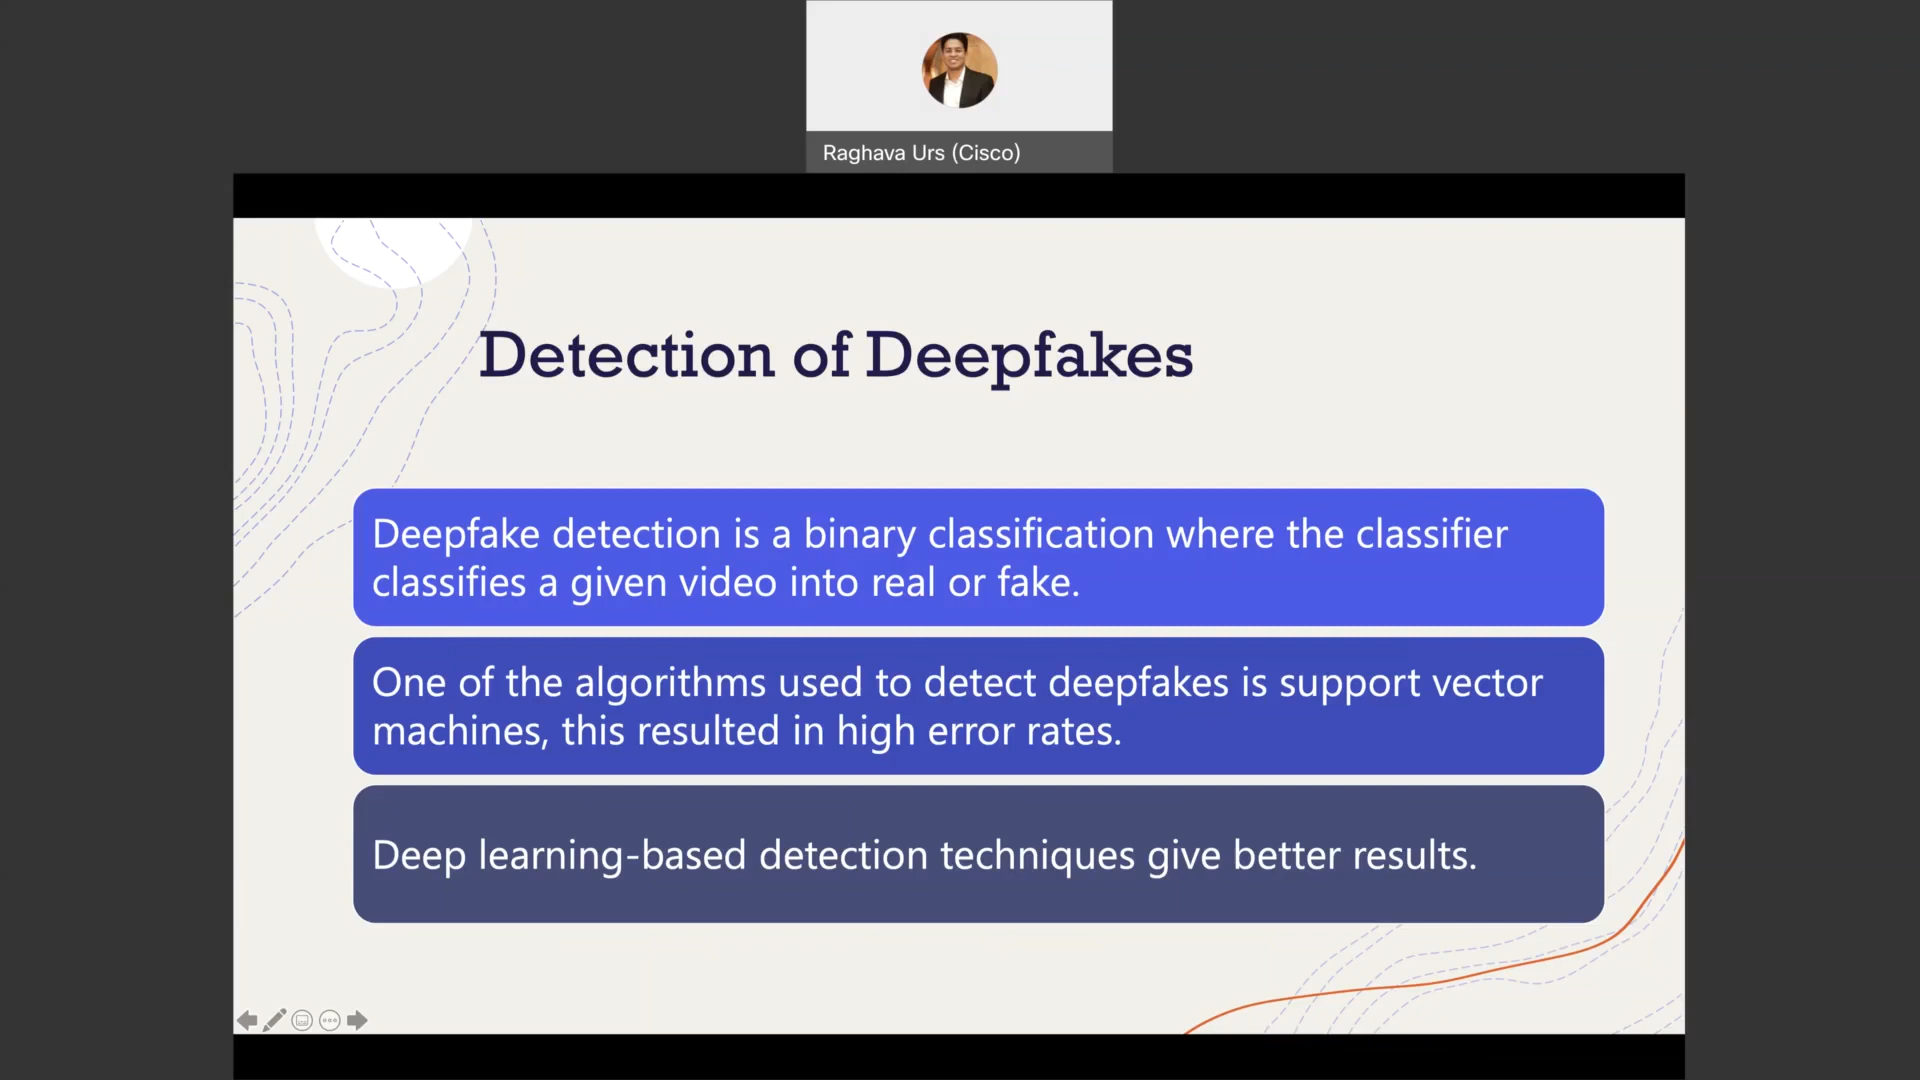 Raghava Urs (Cisco)
Detection of Deepfakes
Deepfake detection is a binary classification where the classifier
classifies a given video into real or fake.
One of the algorithms used to detect deepfakes is support vector
machines, this resulted in high error rates.
Deep learning-based detection techniques give better results.